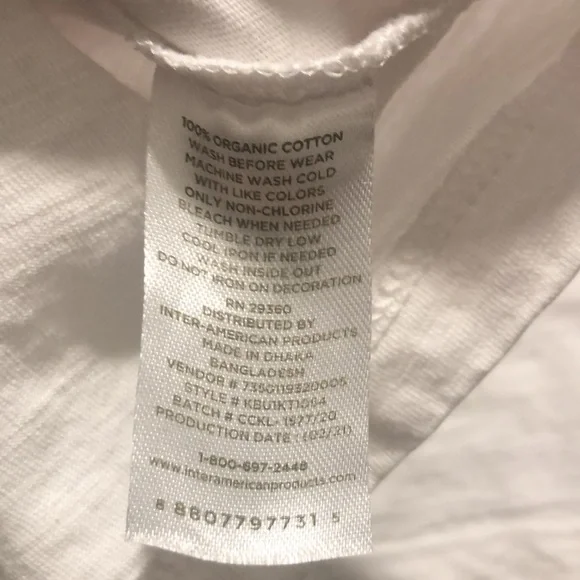 100% ORGANIC COTTON
WASH BEFORE WEAR
MACHINE WASH COLD
WITH LIKE COLORS
ONLY NON-CHLORINE
BLEACH WHEN NEEDED
TUMBLE DRY LOW
COOL IRON IF NEEDED
WASH INSIDE OUT
DO NOT IRON ON DECORATION
RN 29360
DISTRIBUTED BY
INTER-AMERICAN PRODUCTS
MADE IN DHAKA
BANGLADESH
VENDOR # 7350119320005
STYLE # KBU1KT1064
BATCH # CCKL- 1577/20
PRODUCTION DATE : (02/21)
1-800-697-2448
www.interamericanproducts.com
8 8807797731 5